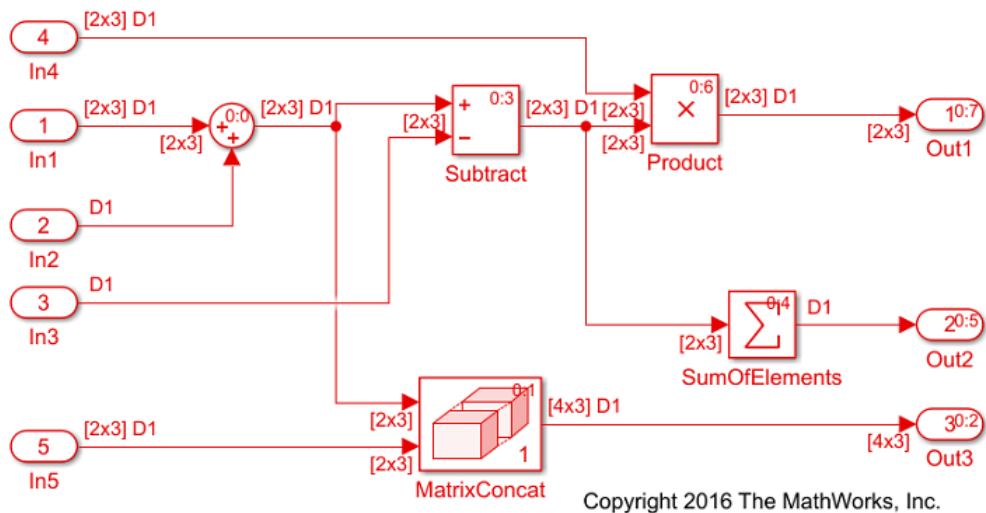 4
[2x3] D1
In4
1
[2x3] D1
[2x3]
In1
0:0
+
+
[2x3] D1
2
D1
In2
3
D1
In3
+
−
0:3
[2x3]
Subtract
[2x3] D1
[2x3]
[2x3]
×
0:6
Product
[2x3] D1
[2x3]
1
0:7
Out1
[2x3]
Σ
0:4
SumOfElements
D1
2
0:5
Out2
5
[2x3] D1
In5
[2x3]
[2x3]
0:1
1
MatrixConcat
[4x3] D1
[4x3]
3
0:2
Out3
Copyright 2016 The MathWorks, Inc.